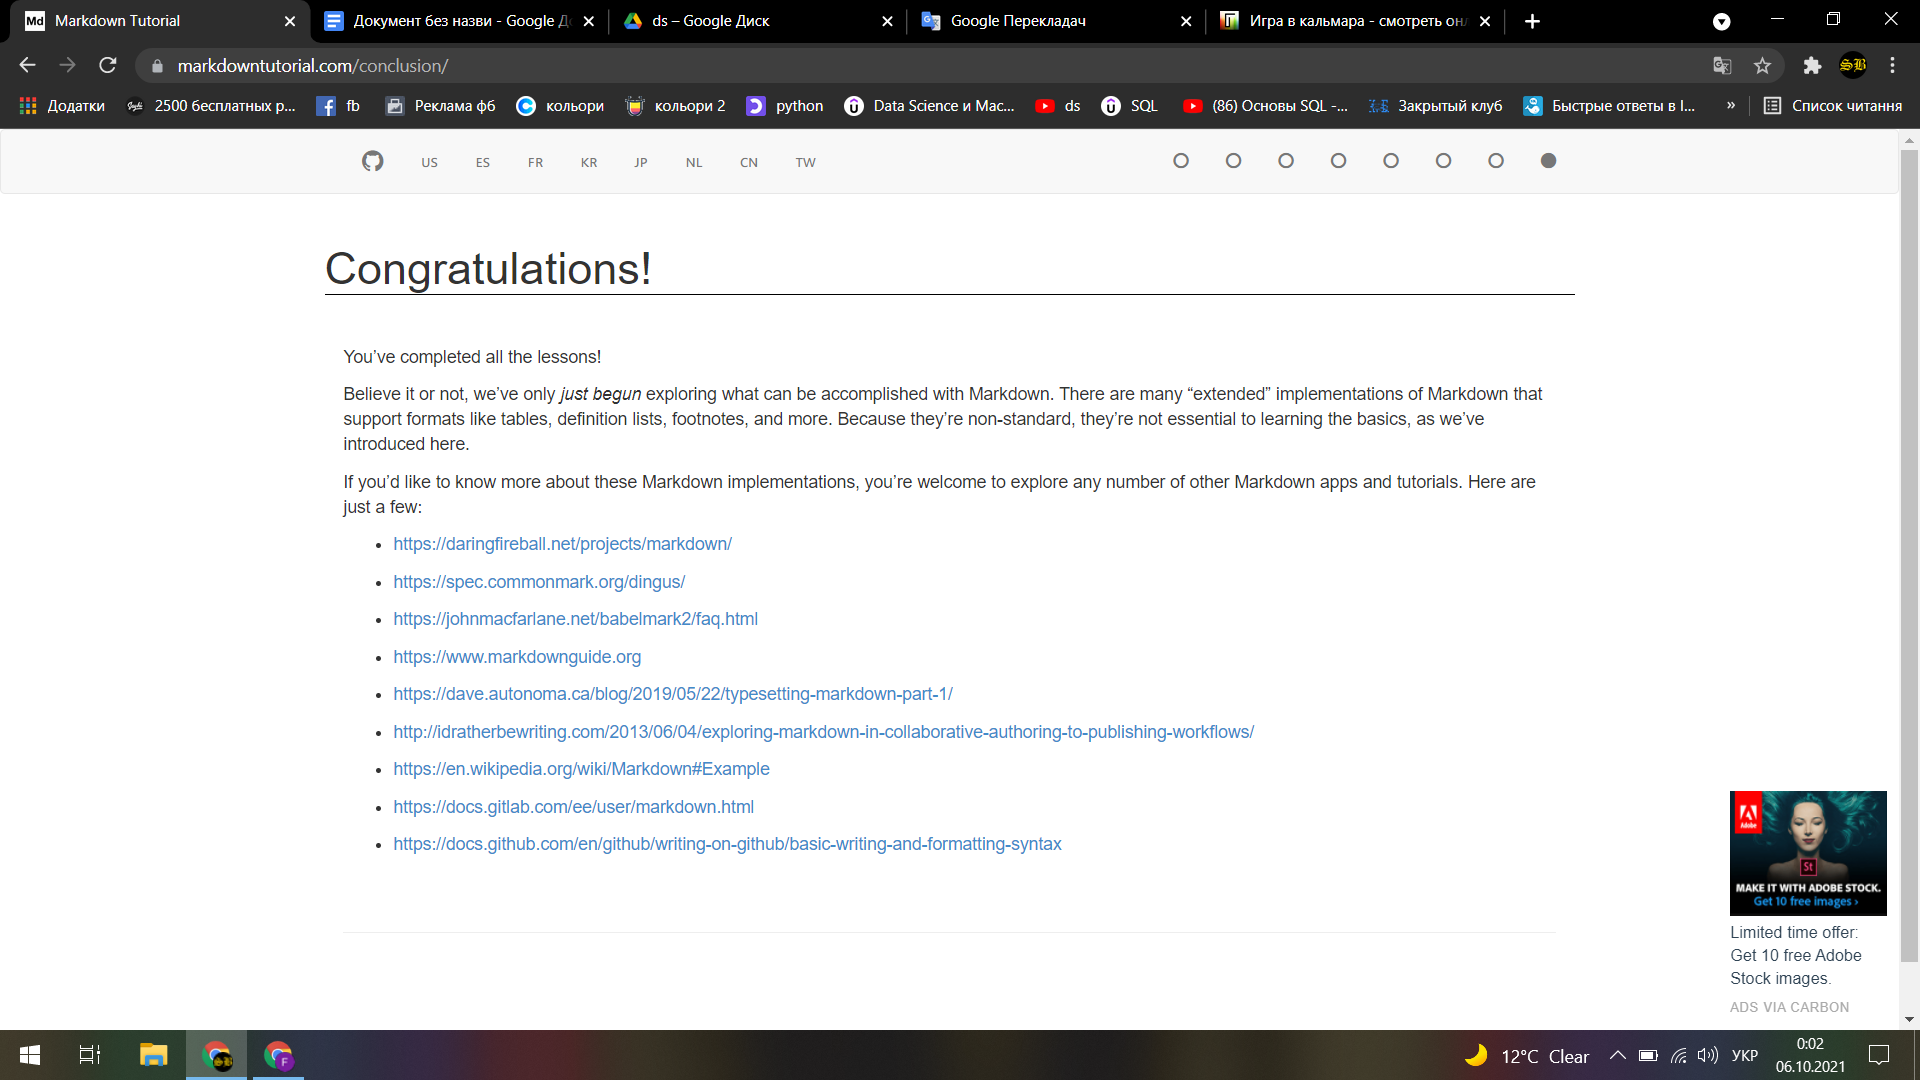 Md Markdown Tutorial
Документ без назви - Google До
ds – Google Диск
Google Перекладач
Игра в кальмара - смотреть онл
markdowntutorial.com/conclusion/
Додатки
2500 бесплатных р...
fb
Реклама фб
кольори
кольори 2
python
Data Science и Мас...
ds
SQL
(86) Основы SQL -...
Закрытый клуб
Быстрые ответы в I...
»
Список читання
US ES FR KR JP NL CN TW
Congratulations!
You’ve completed all the lessons!
Believe it or not, we’ve only just begun exploring what can be accomplished with Markdown. There are many “extended” implementations of Markdown that
support formats like tables, definition lists, footnotes, and more. Because they’re non-standard, they’re not essential to learning the basics, as we’ve
introduced here.
If you’d like to know more about these Markdown implementations, you’re welcome to explore any number of other Markdown apps and tutorials. Here are
just a few:
• https://daringfireball.net/projects/markdown/
• https://spec.commonmark.org/dingus/
• https://johnmacfarlane.net/babelmark2/faq.html
• https://www.markdownguide.org
• https://dave.autonoma.ca/blog/2019/05/22/typesetting-markdown-part-1/
• http://idratherbewriting.com/2013/06/04/exploring-markdown-in-collaborative-authoring-to-publishing-workflows/
• https://en.wikipedia.org/wiki/Markdown#Example
• https://docs.gitlab.com/ee/user/markdown.html
• https://docs.github.com/en/github/writing-on-github/basic-writing-and-formatting-syntax
Adobe
St
MAKE IT WITH ADOBE STOCK.
Get 10 free images ›
Limited time offer:
Get 10 free Adobe
Stock images.
ADS VIA CARBON
12°C Clear
УКР
0:02
06.10.2021